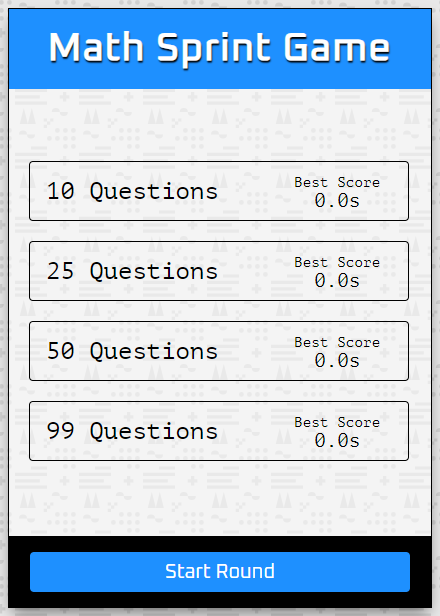 Math Sprint Game
10 Questions
Best Score
0.0s
25 Questions
Best Score
0.0s
50 Questions
Best Score
0.0s
99 Questions
Best Score
0.0s
Start Round